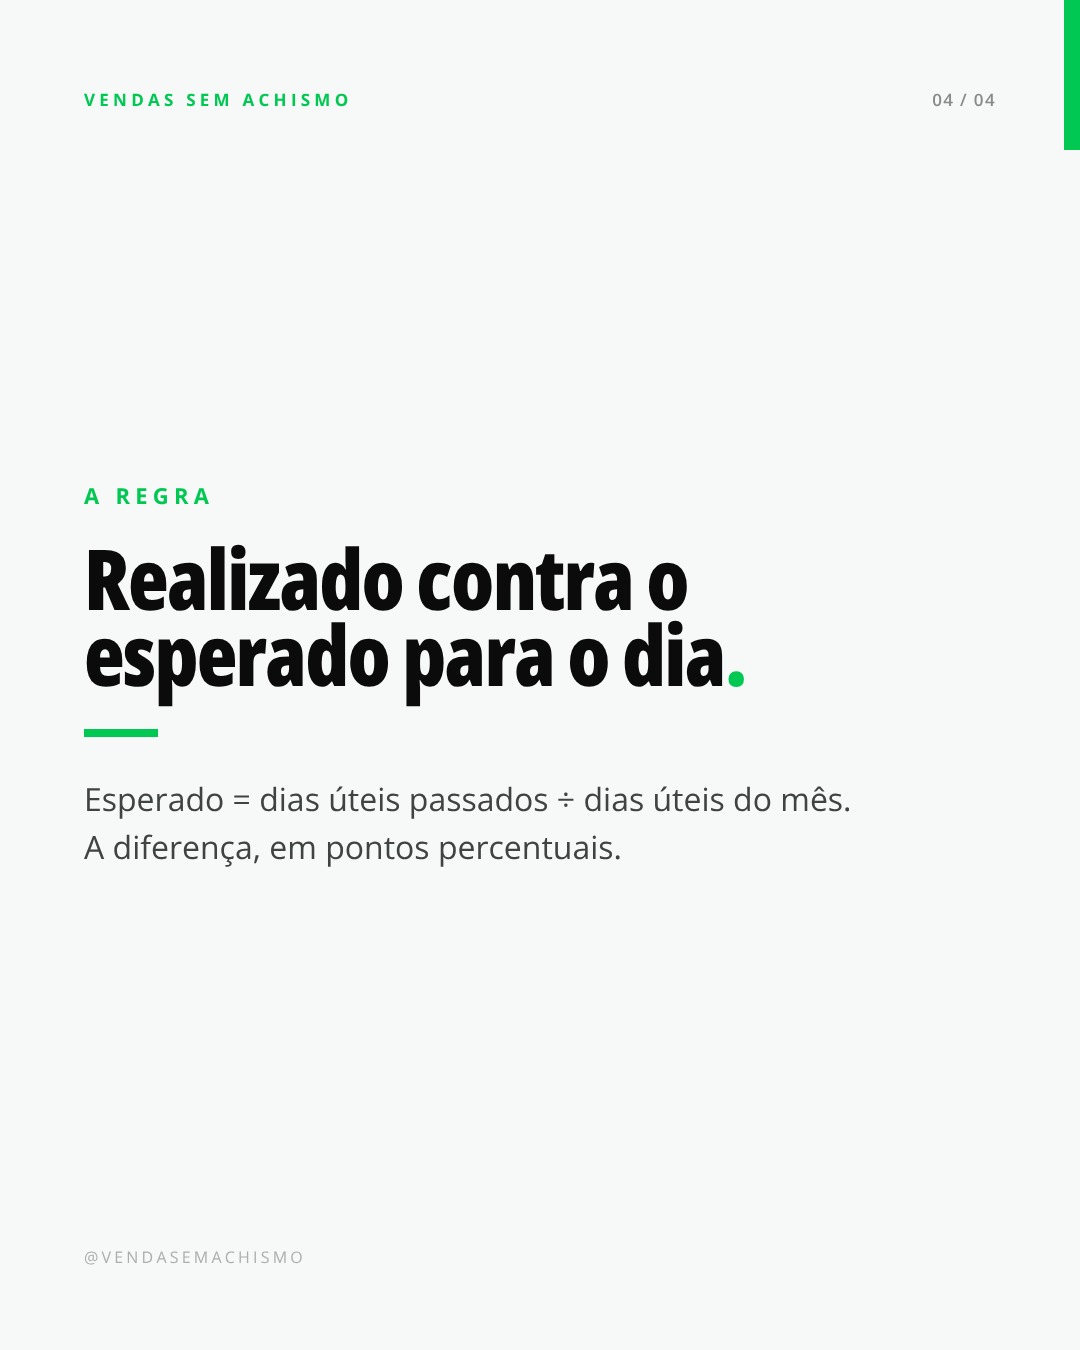 VENDAS SEM ACHISMO
04 / 04
A REGRA
Realizado contra o
esperado para o dia.
Esperado = dias úteis passados ÷ dias úteis do mês.
A diferença, em pontos percentuais.
@VENDASEMACHISMO